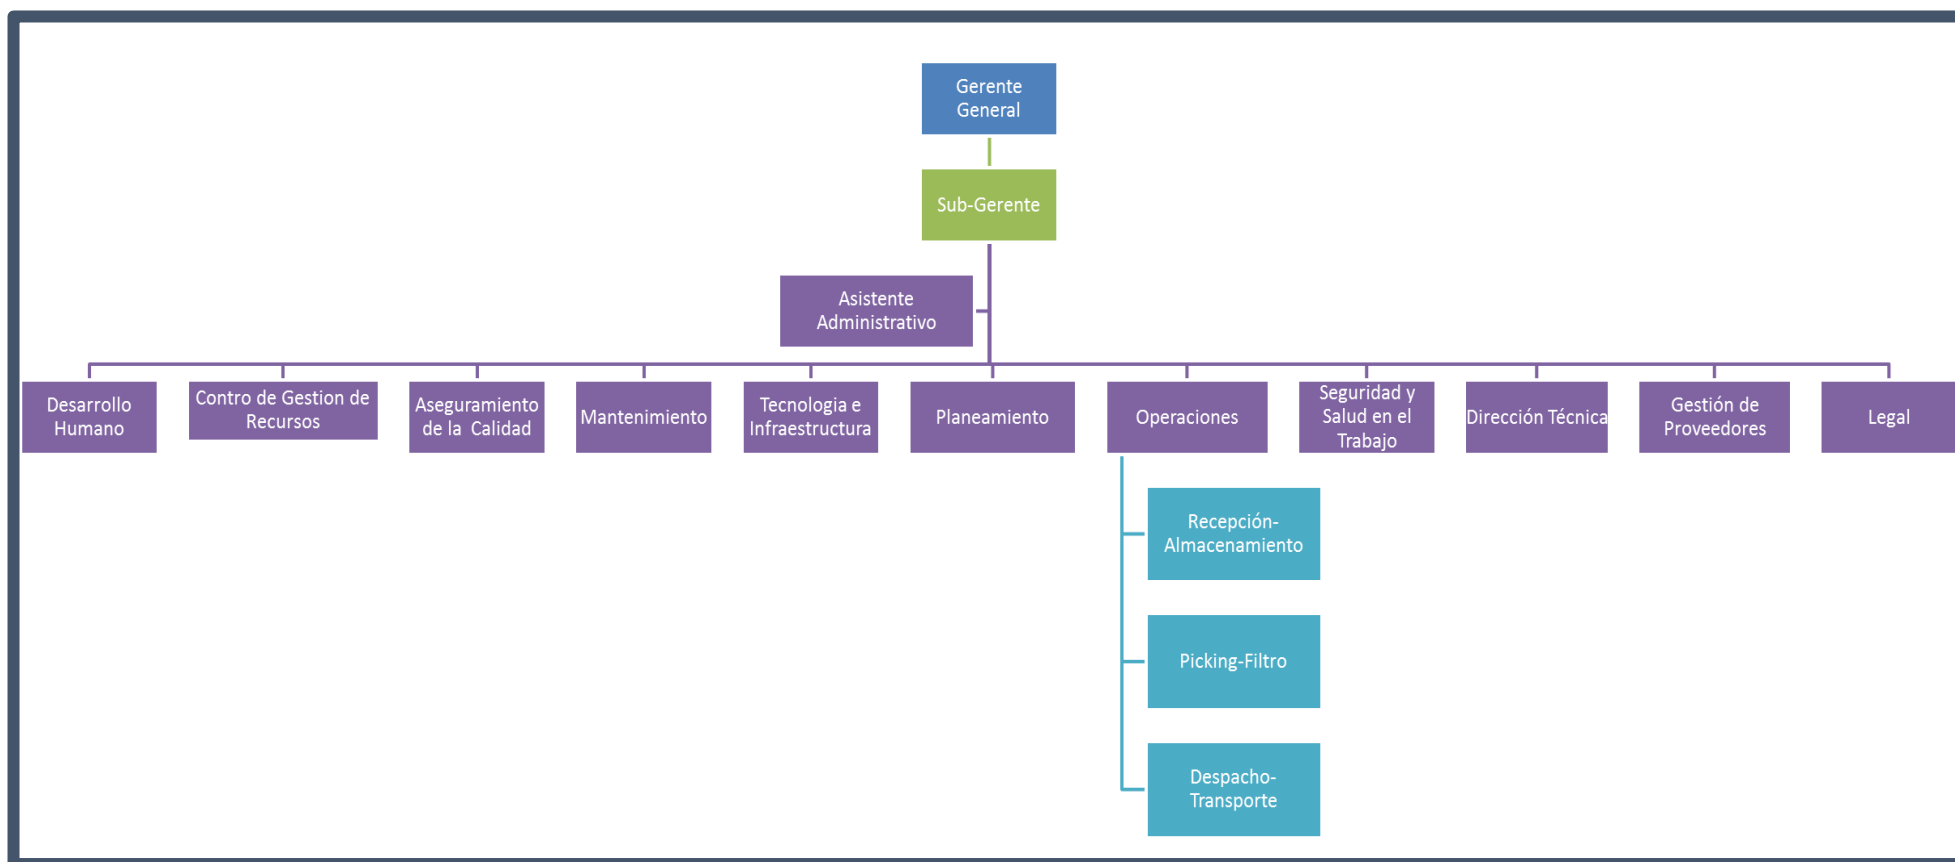 Gerente
General
Sub-Gerente
Asistente
Administrativo
Desarrollo
Humano
Contro de Gestion de
Recursos
Aseguramiento
de la Calidad
Mantenimiento
Tecnologia e
Infraestructura
Planeamiento
Operaciones
Seguridad y
Salud en el
Trabajo
Dirección Técnica
Gestión de
Proveedores
Legal
Recepción-
Almacenamiento
Picking-Filtro
Despacho-
Transporte